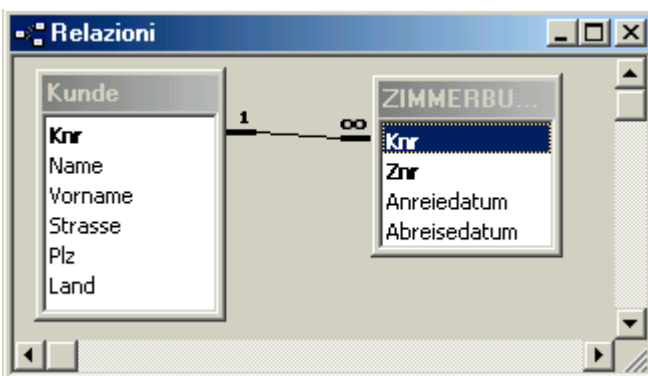 Relazioni
Kunde
Knr
Name
Vorname
Strasse
Plz
Land
1 ∞
ZIMMERBU...
Knr
Znr
Anreiedatum
Abreisedatum